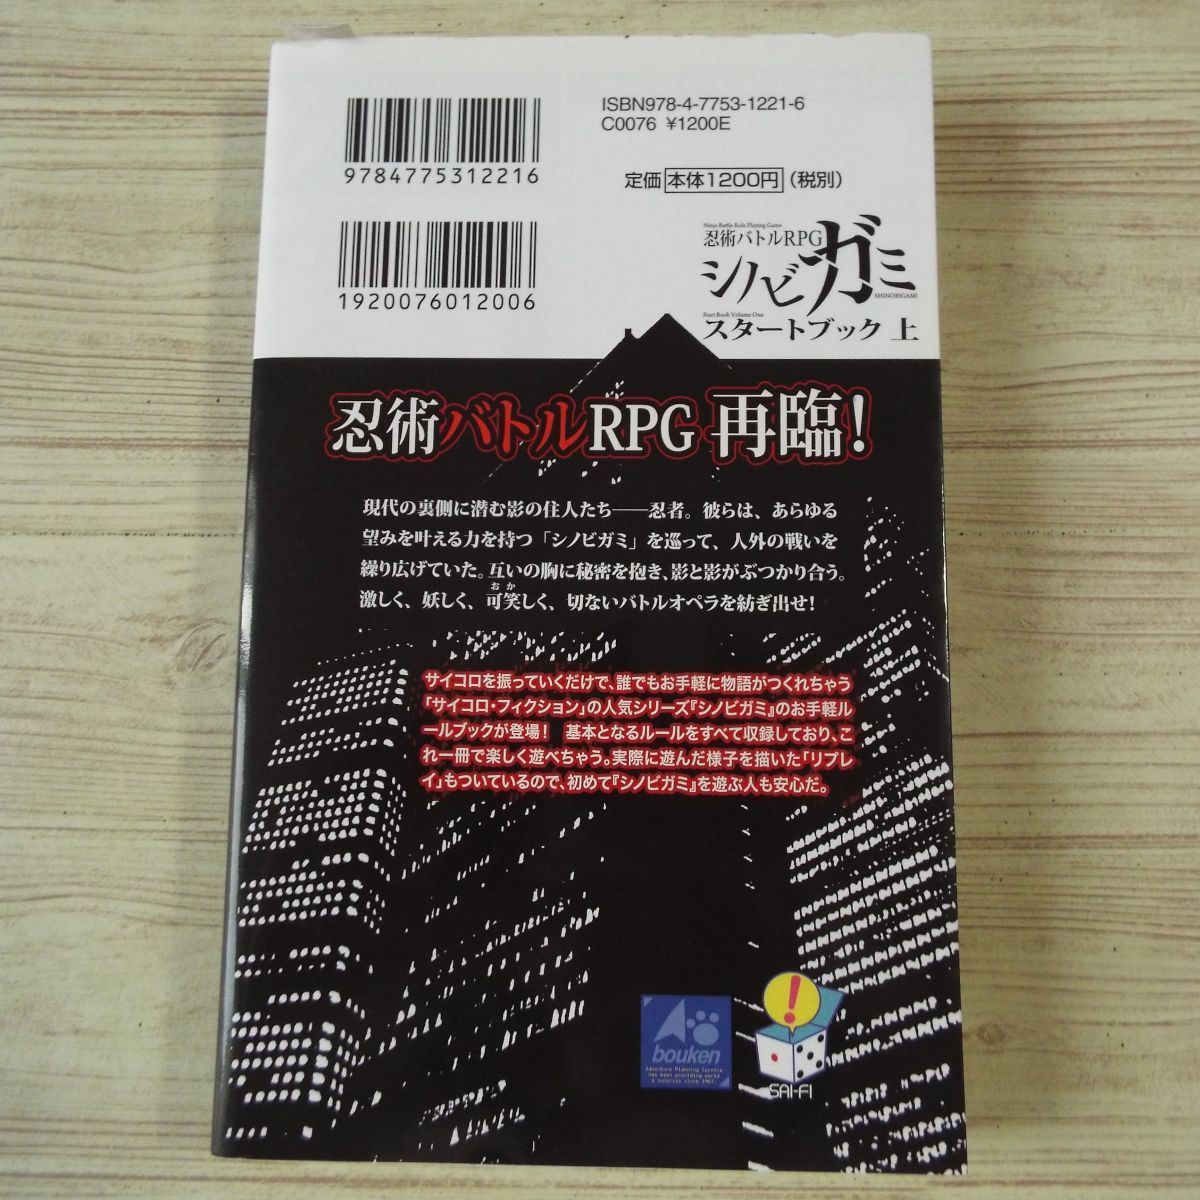 ISBN978-4-7753-1221-6
C0076 ¥1200E
9784775312216
定価 本体1200円 (税別)
1920076012006
Ninja Battle Role Playing Game
忍術バトルRPG
シノビガミ
SHINOBIGAMI
Start Book Volume One
スタートブック 上
忍術バトルRPG 再臨!
現代の裏側に潜む影の住人たち──忍者。彼らは、あらゆる
望みを叶える力を持つ「シノビガミ」を巡って、人外の戦いを
繰り広げていた。互いの胸に秘密を抱き、影と影がぶつかり合う。
おか
激しく、妖しく、可笑しく、切ないバトルオペラを紡ぎ出せ!
サイコロを振っていくだけで、誰でもお手軽に物語がつくれちゃう
「サイコロ・フィクション」の人気シリーズ『シノビガミ』のお手軽ル
ールブックが登場! 基本となるルールをすべて収録しており、こ
れ一冊で楽しく遊べちゃう。実際に遊んだ様子を描いた「リプレ
イ」もついているので、初めて『シノビガミ』を遊ぶ人も安心だ。
bouken
Adventure Planning Service
has been providing world
a surprise since 1987
!
SAI-FI